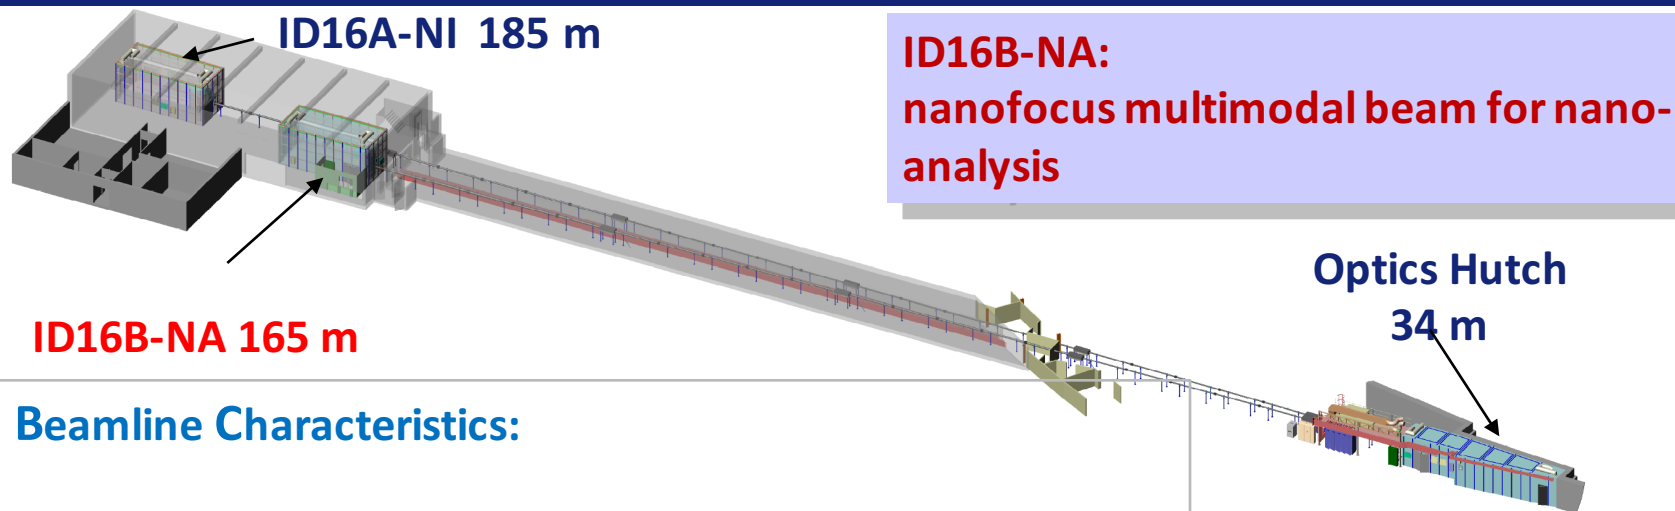 ID16A-NI 185 m
ID16B-NA:
nanofocus multimodal beam for nano-
analysis
Optics Hutch
34 m
ID16B-NA 165 m
Beamline Characteristics: